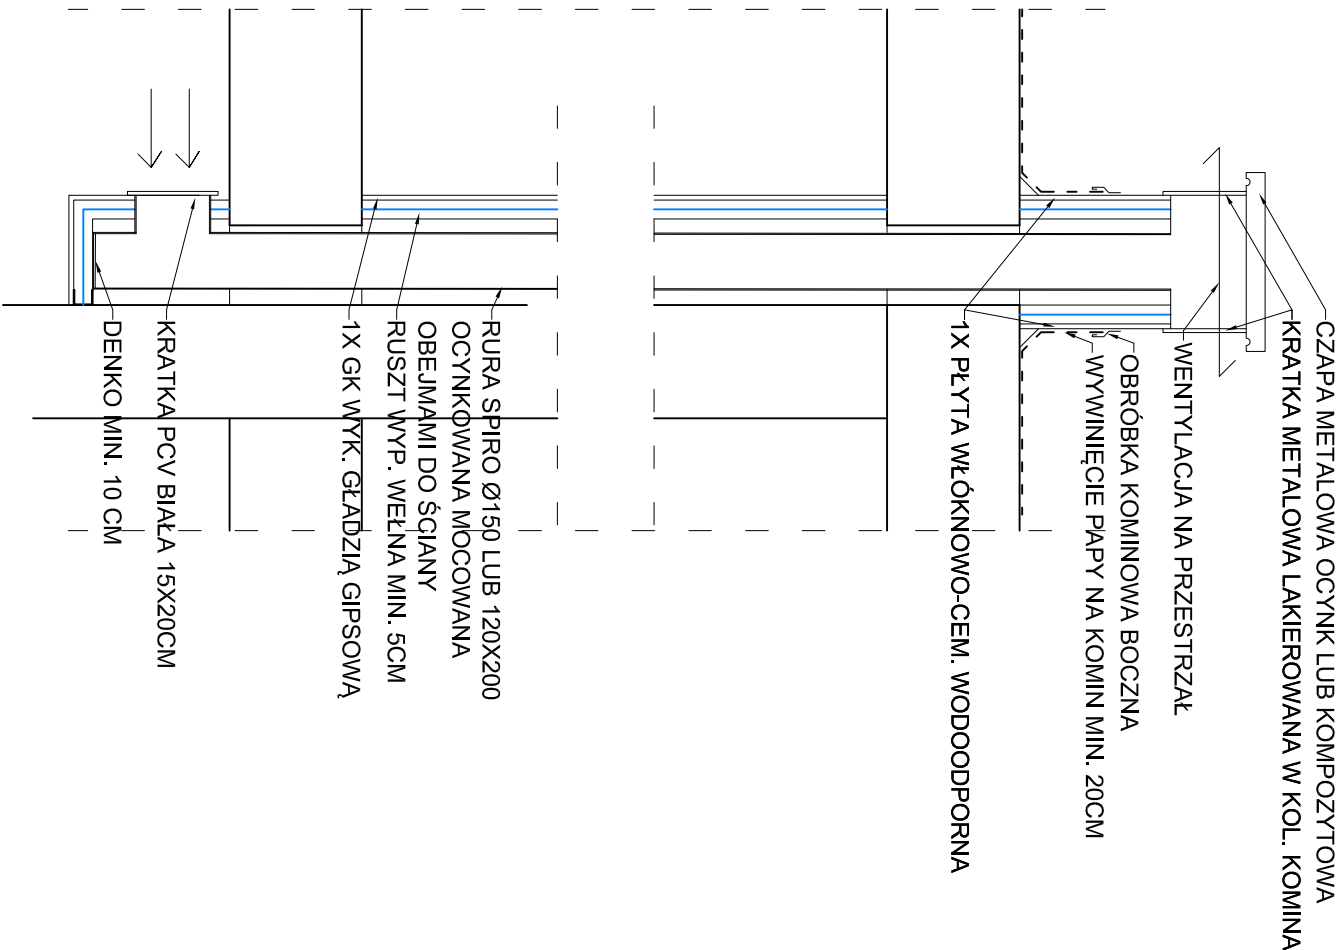 CZAPA METALOWA OCYNK LUB KOMPOZYTOWA
KRATKA METALOWA LAKIEROWANA W KOL. KOMINA
WENTYLACJA NA PRZESTRZAŁ
OBRÓBKA KOMINOWA BOCZNA
WYWINIĘCIE PAPY NA KOMIN MIN. 20CM
1X PŁYTA WŁÓKNOWO-CEM. WODOODPORNA
RURA SPIRO Ø150 LUB 120X200
OCYNKOWANA MOCOWANA
OBEJMAMI DO ŚCIANY
RUSZT WYP. WEŁNA MIN. 5CM
1X GK WYK. GŁADZIĄ GIPSOWĄ
KRATKA PCV BIAŁA 15X20CM
DENKO MIN. 10 CM